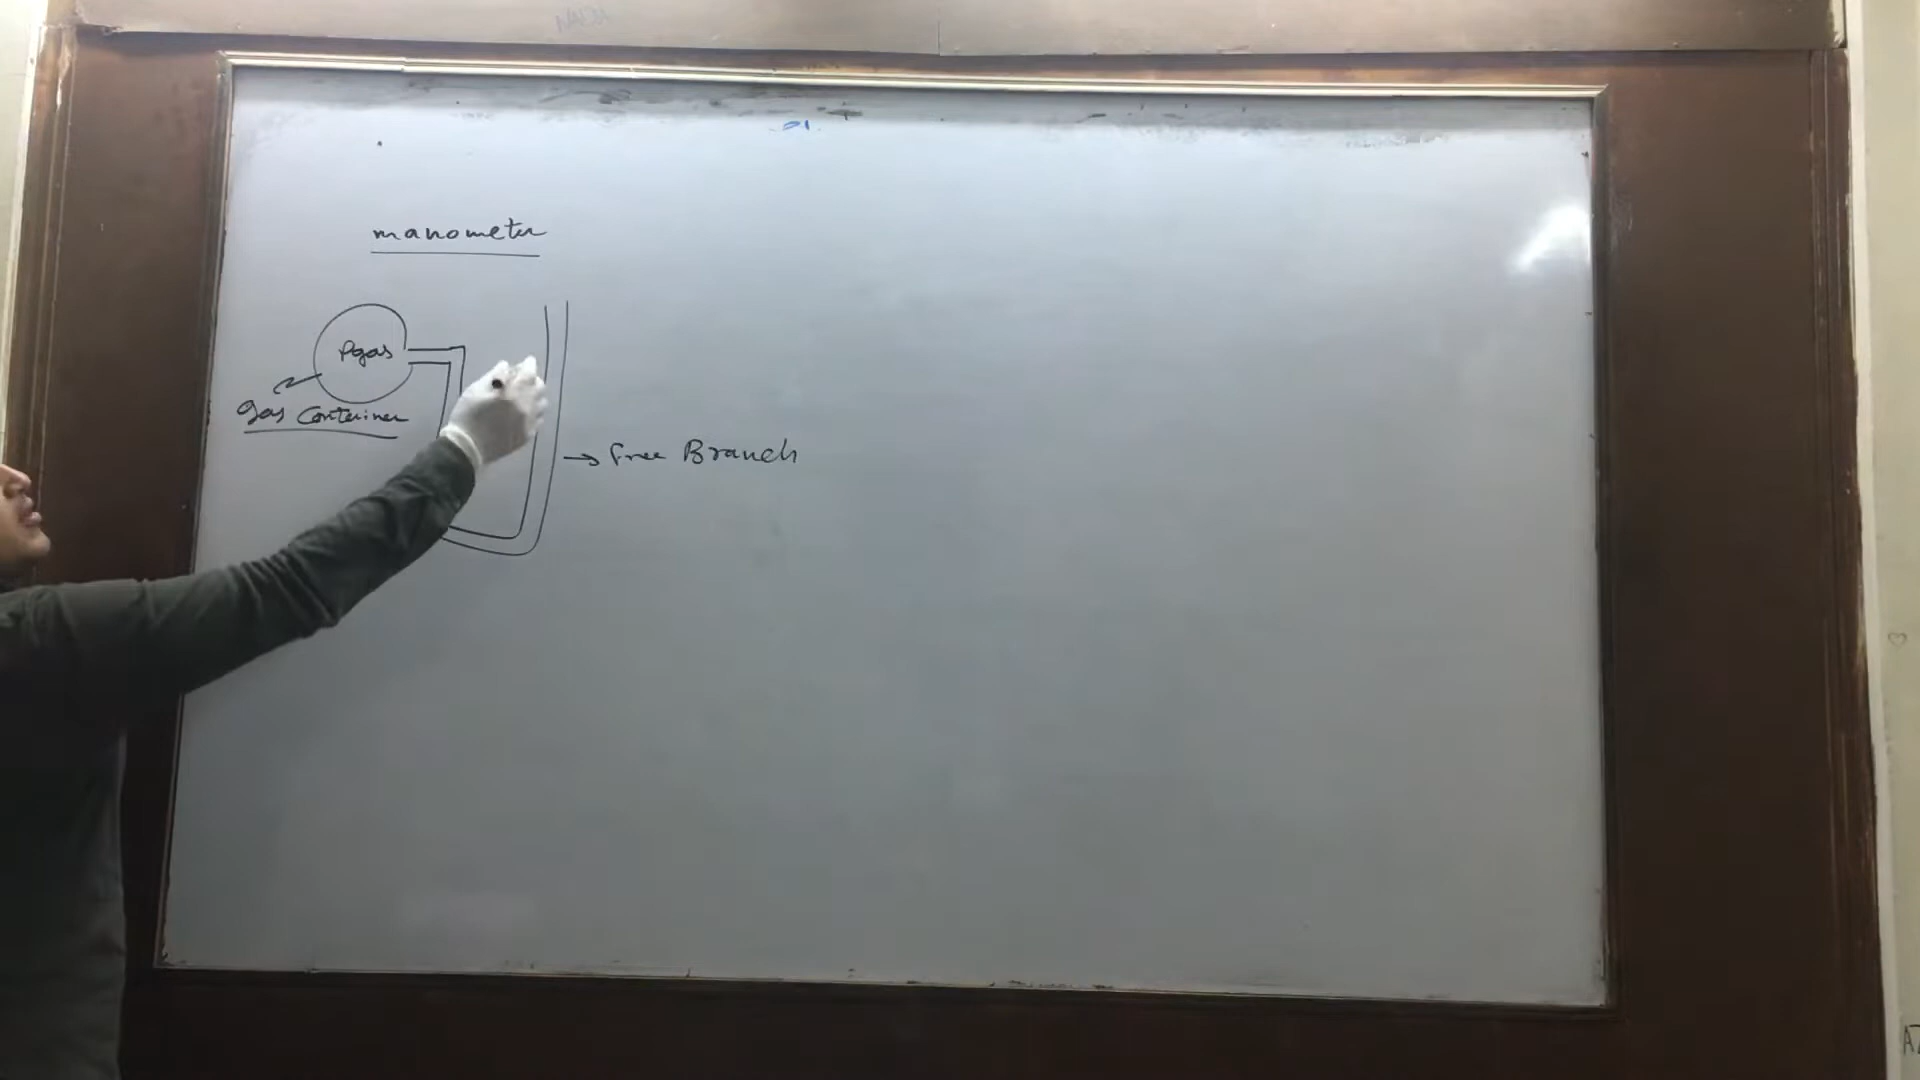 manometer
Pgas
gas Container
→ Free Branch